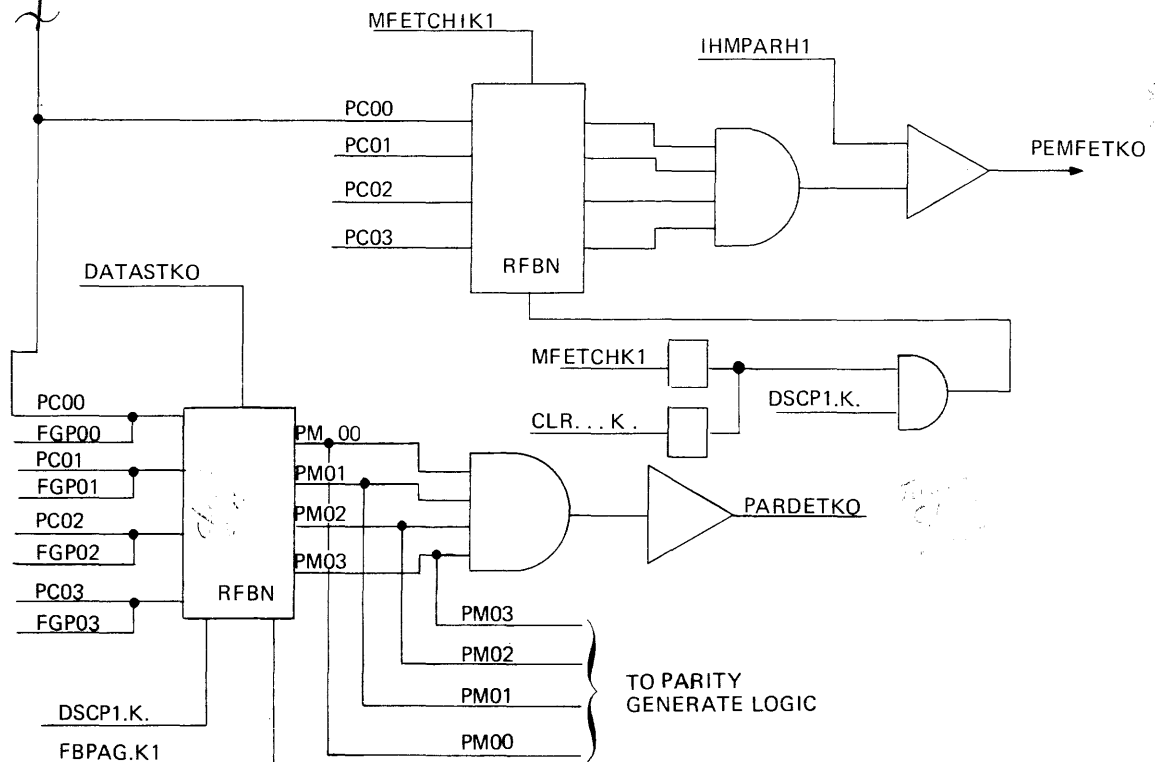 MFETCHIK1
IHMPARH1
PC00
PC01
PC02
PC03
RFBN
PEMFETKO
DATASTKO
MFETCHK1
DSCP1.K.
CLR...K.
PC00
FGP00
PC01
FGP01
PC02
FGP02
PC03
FGP03
RFBN
PM 00
PM01
PM02
PM03
PARDETKO
PM03
PM02
PM01
PM00
TO PARITY
GENERATE LOGIC
DSCP1.K.
FBPAG.K1